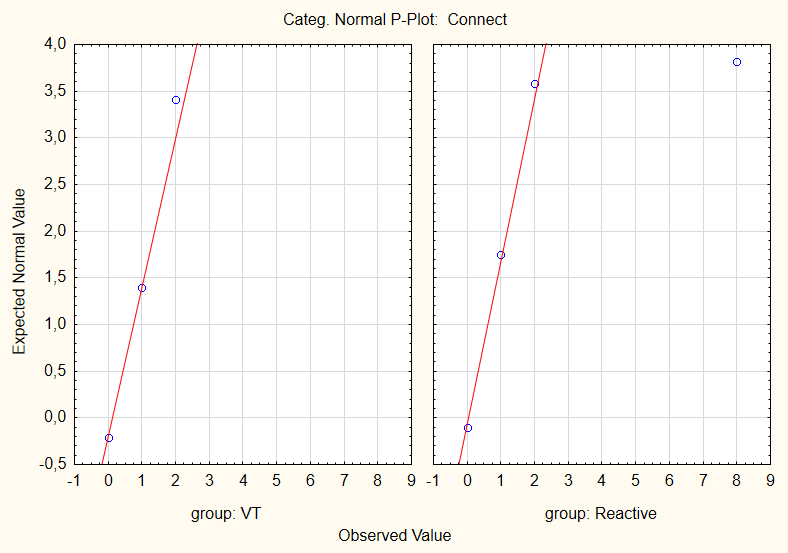 Categ. Normal P-Plot:  Connect
Expected Normal Value
4,0
3,5
3,0
2,5
2,0
1,5
1,0
0,5
0,0
-0,5
-1 0 1 2 3 4 5 6 7 8 9
-1 0 1 2 3 4 5 6 7 8 9
group: VT
group: Reactive
Observed Value